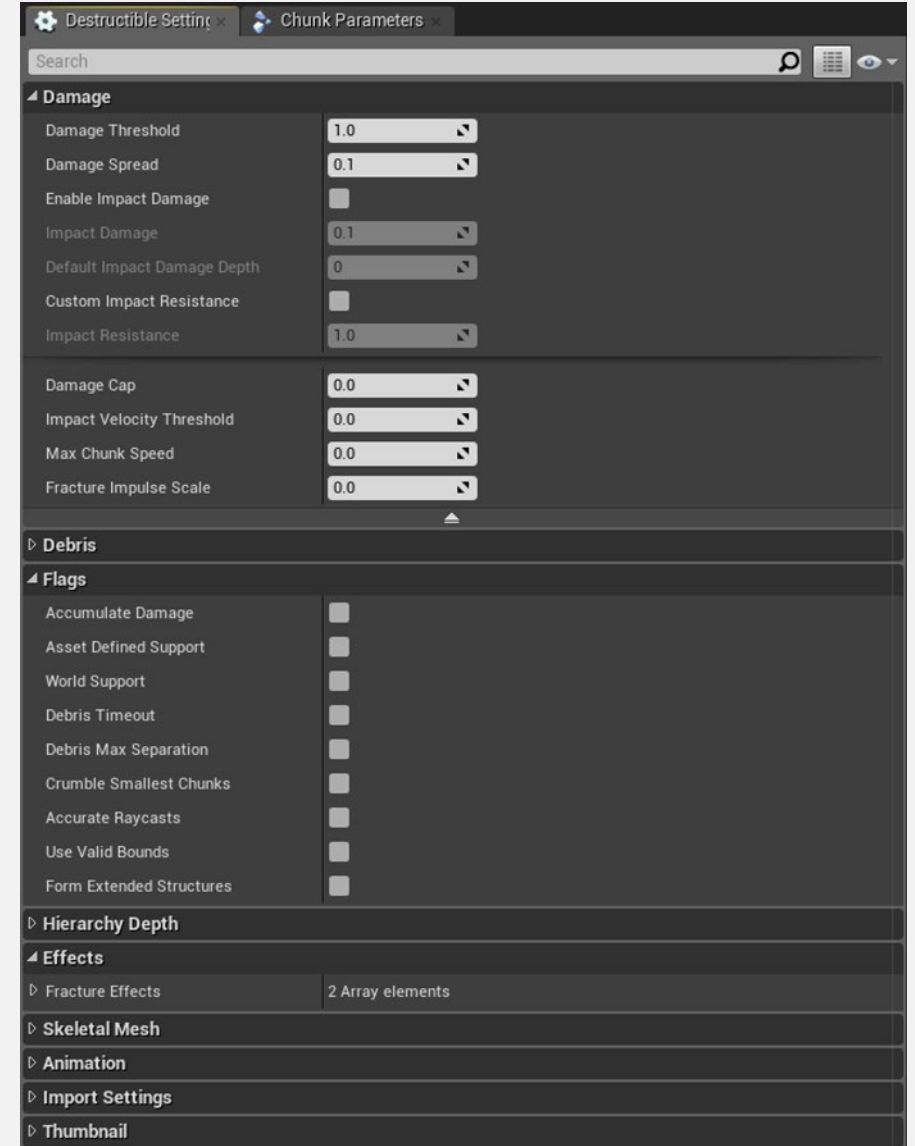 Destructible Setting Chunk Parameters
Search
Damage
Damage Threshold 1.0
Damage Spread 0.1
Enable Impact Damage
Impact Damage 0.1
Default Impact Damage Depth 0
Custom Impact Resistance
Impact Resistance 1.0
Damage Cap 0.0
Impact Velocity Threshold 0.0
Max Chunk Speed 0.0
Fracture Impulse Scale 0.0
Debris
Flags
Accumulate Damage
Asset Defined Support
World Support
Debris Timeout
Debris Max Separation
Crumble Smallest Chunks
Accurate Raycasts
Use Valid Bounds
Form Extended Structures
Hierarchy Depth
Effects
Fracture Effects 2 Array elements
Skeletal Mesh
Animation
Import Settings
Thumbnail